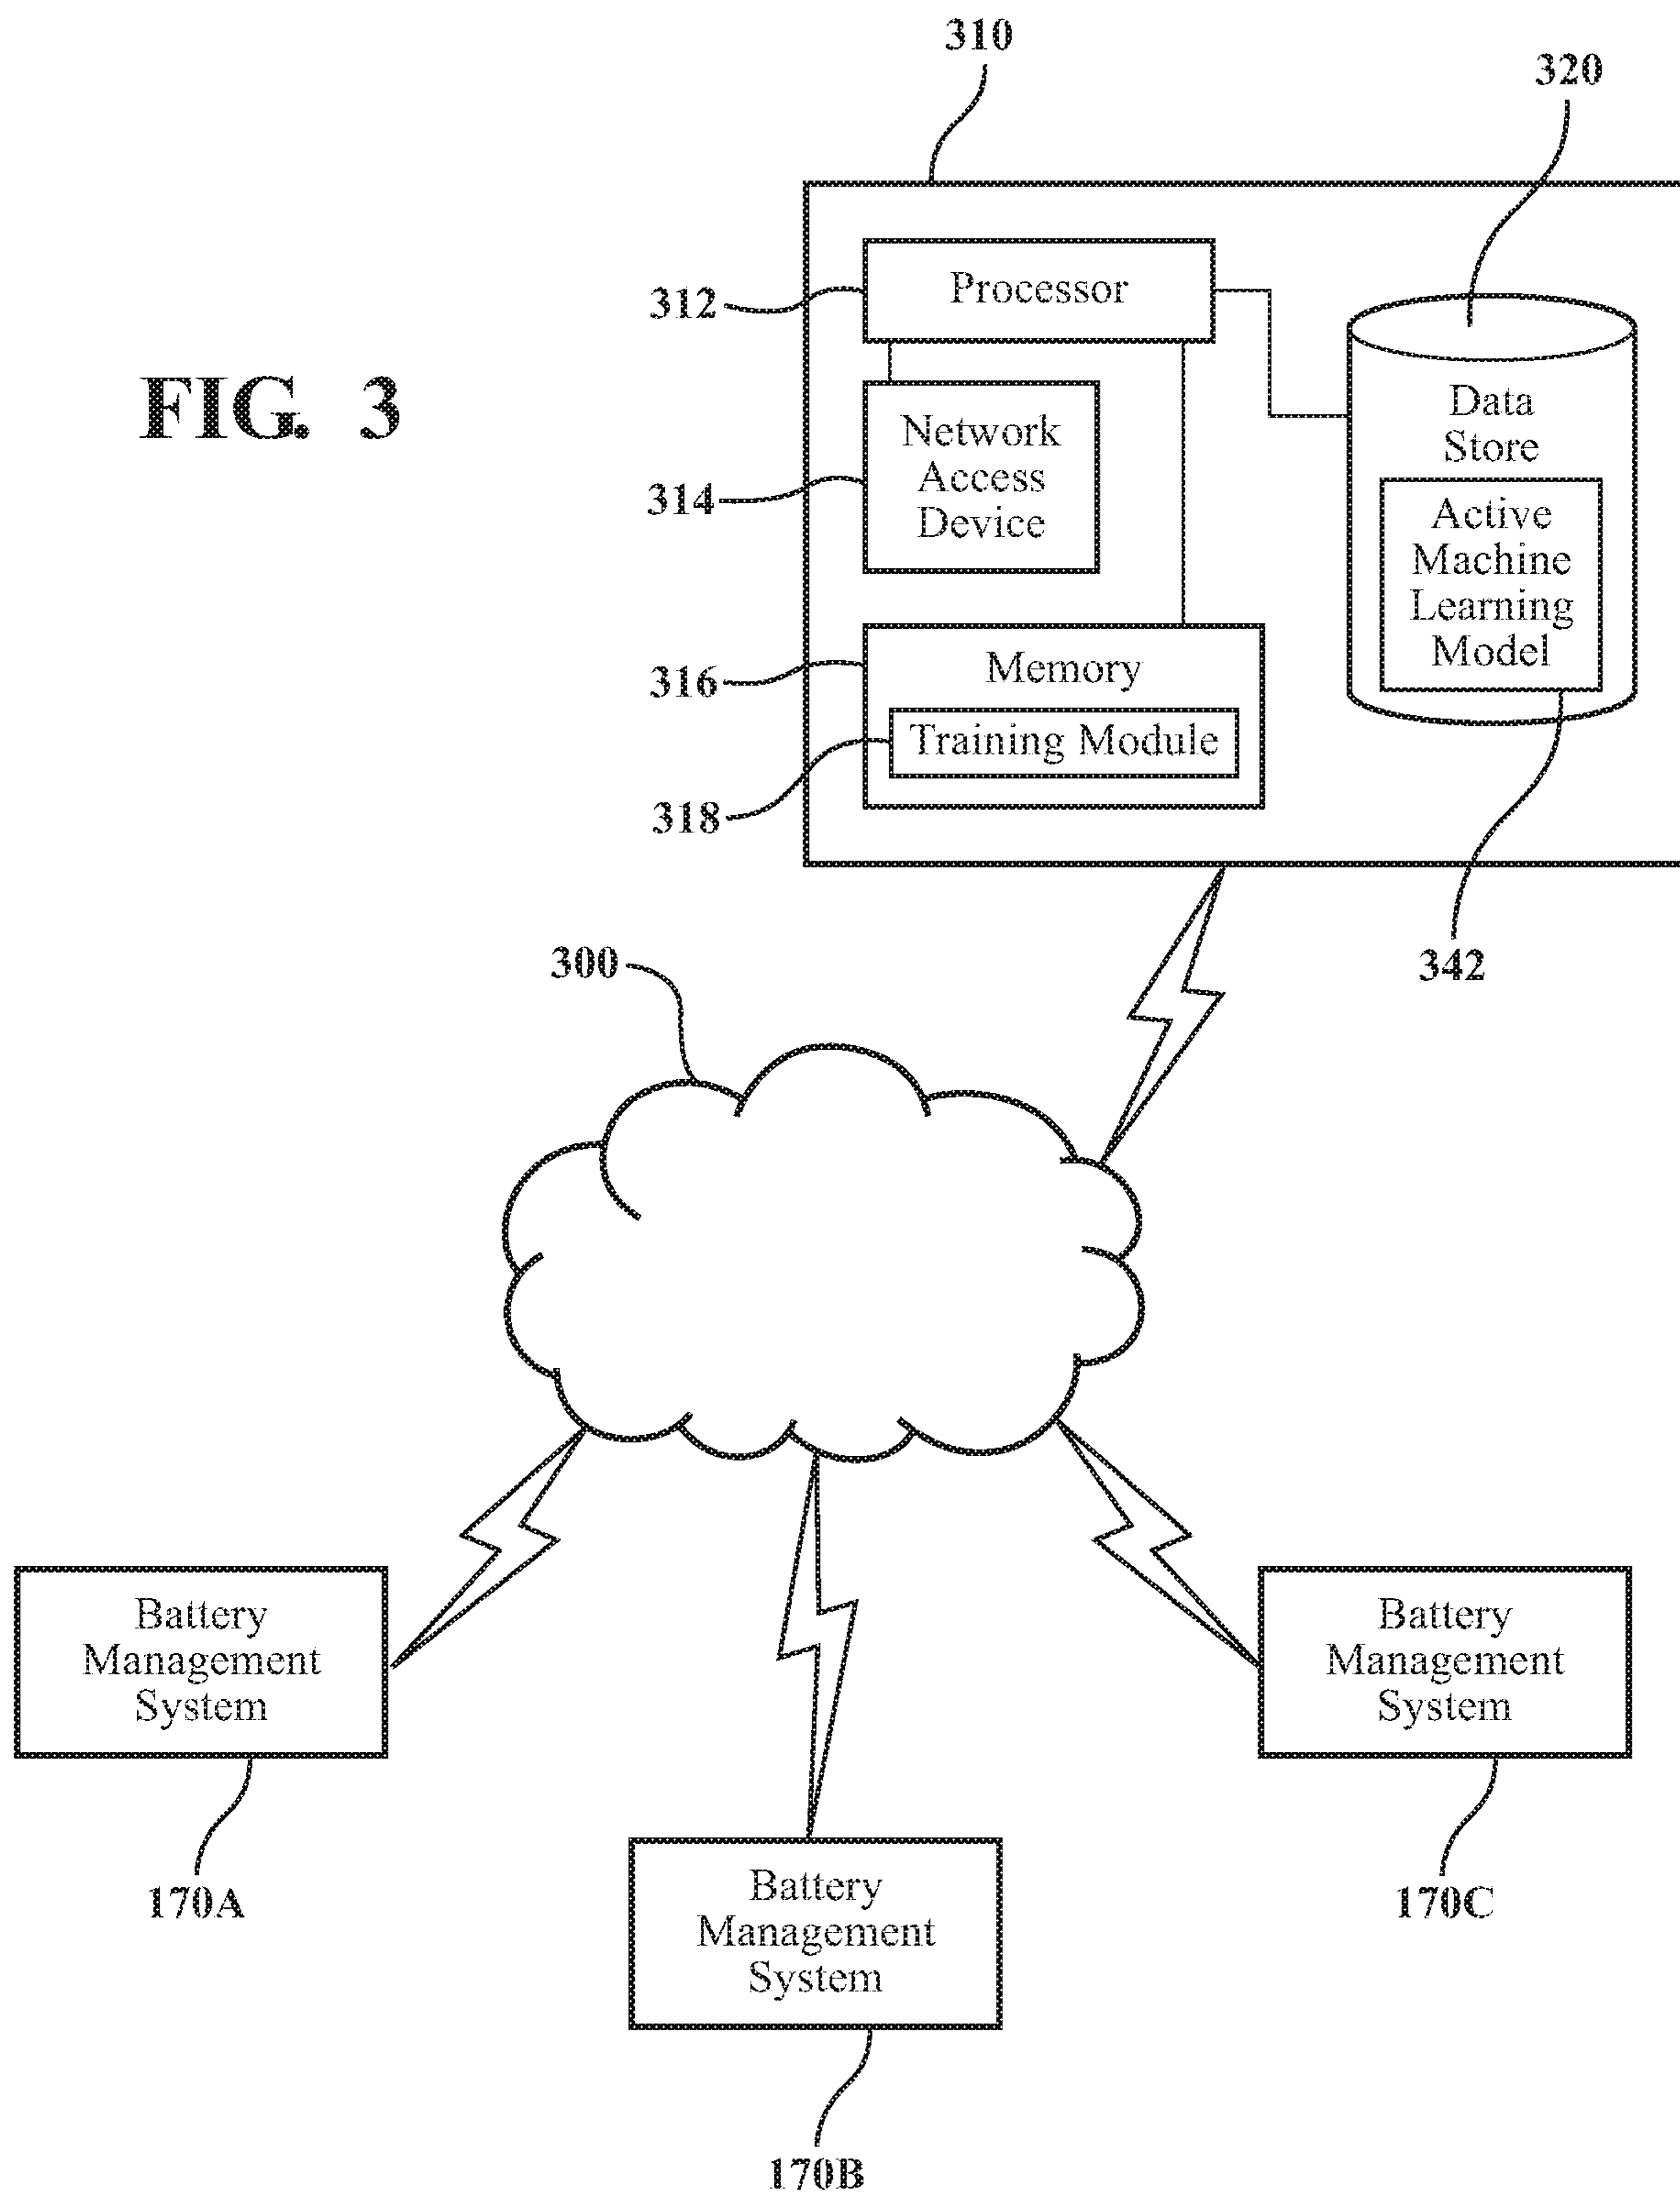 310
320
Processor
312
FIG. 3
Data
Store
Network
Access
Device
314
Active
Machine
Learning
Model
316
Memory
Training Module
318
342
300
Battery
Management
System
Battery
Management
System
170A
170C
Battery
Management
System
170B